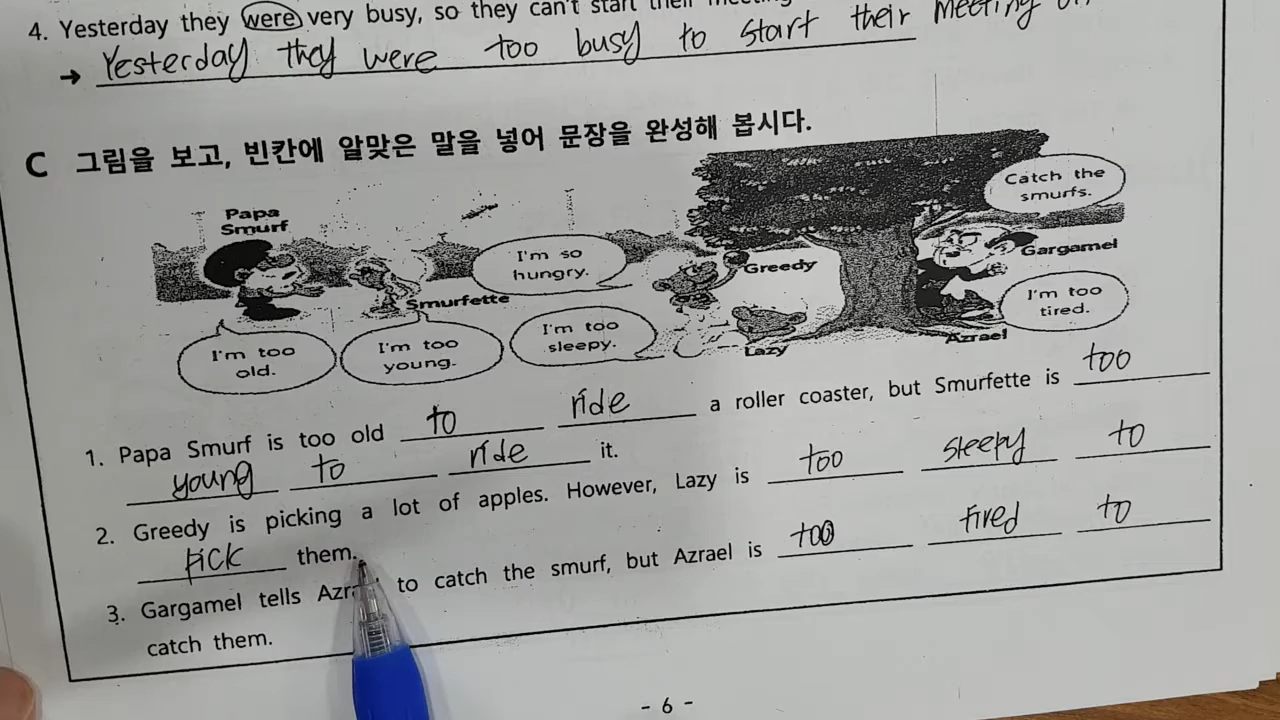 4. Yesterday they were very busy, so they can't start their
→ Yesterday they were too busy to start their meeting
C 그림을 보고, 빈칸에 알맞은 말을 넣어 문장을 완성해 봅시다.
Papa Smurf
Smurfette
Greedy
Lazy
Gargamel
Azrael
I'm too old.
I'm too young.
I'm so hungry.
I'm too sleepy.
Catch the smurfs.
I'm too tired.
1. Papa Smurf is too old to ride a roller coaster, but Smurfette is too
young to ride it.
2. Greedy is picking a lot of apples. However, Lazy is too sleepy to
pick them.
3. Gargamel tells to catch the smurf, but Azrael is too tired to
catch them.
- 6 -